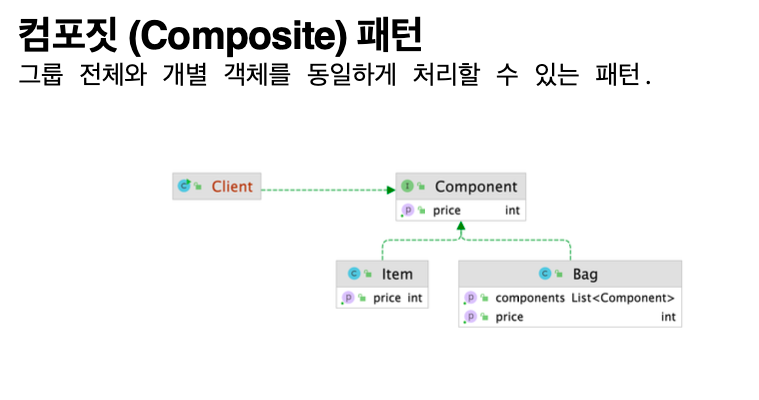 컴포짓 (Composite) 패턴
그룹 전체와 개별 객체를 동일하게 처리할 수 있는 패턴.
C Client
I Component
p price int
C Item
p price int
C Bag
p components List<Component>
p price int